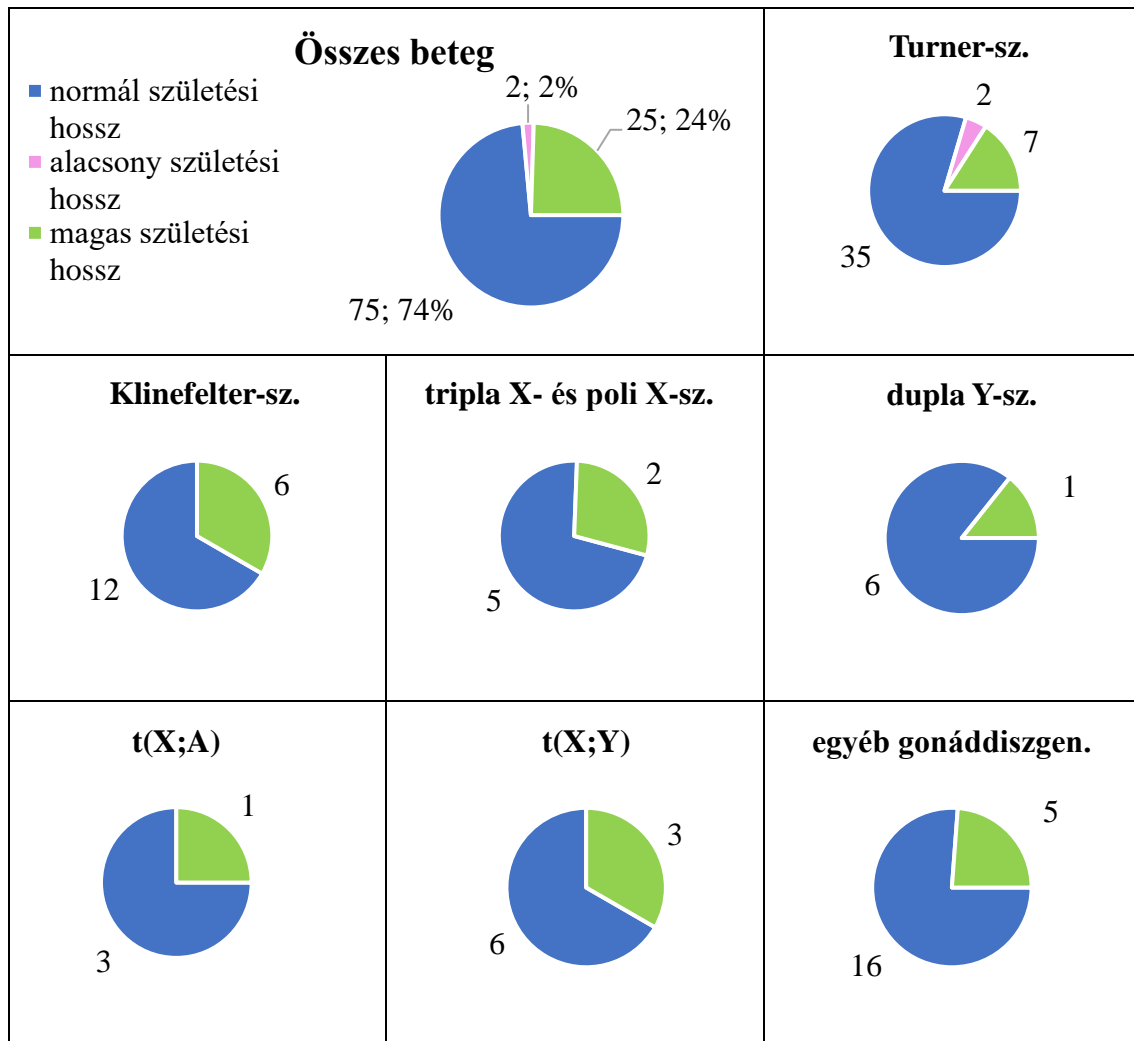 Összes beteg
normál születési
hossz
alacsony születési
hossz
magas születési
hossz
2; 2%
25; 24%
75; 74%
Turner-sz.
2
7
35
Klinefelter-sz.
6
12
tripla X- és poli X-sz.
2
5
dupla Y-sz.
1
6
t(X;A)
1
3
t(X;Y)
3
6
egyéb gonáddiszgen.
5
16